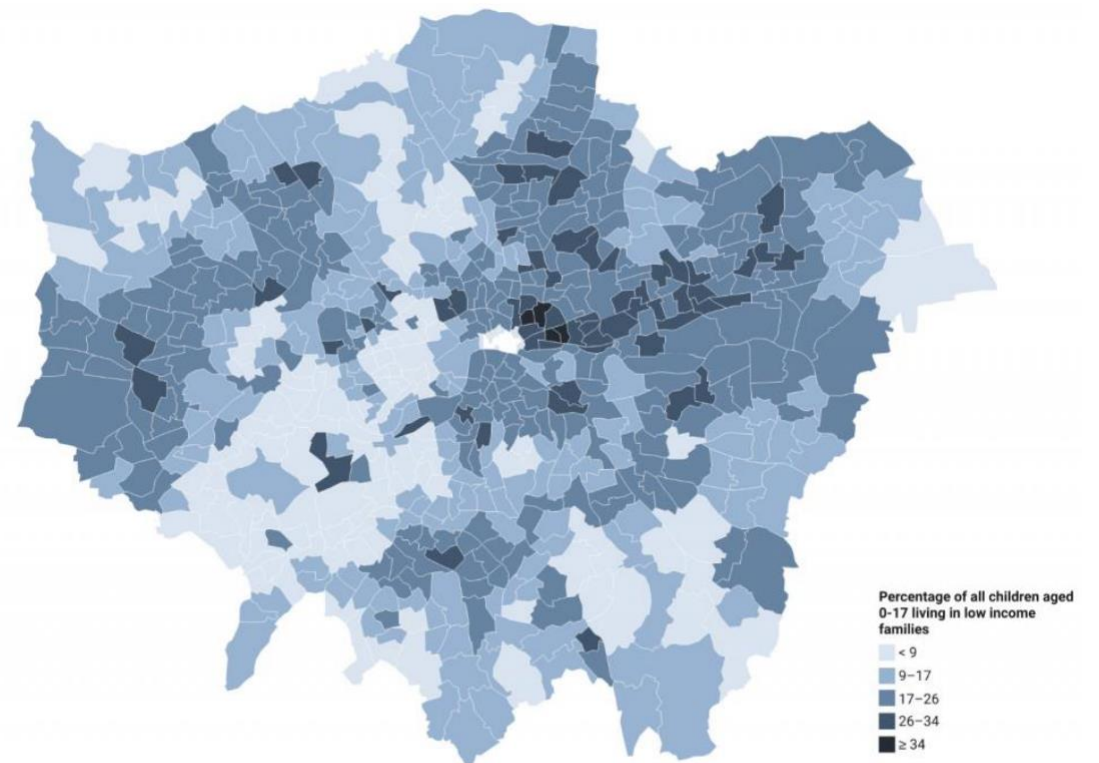 Percentage of all children aged
0-17 living in low income
families
< 9
9–17
17–26
26–34
≥ 34